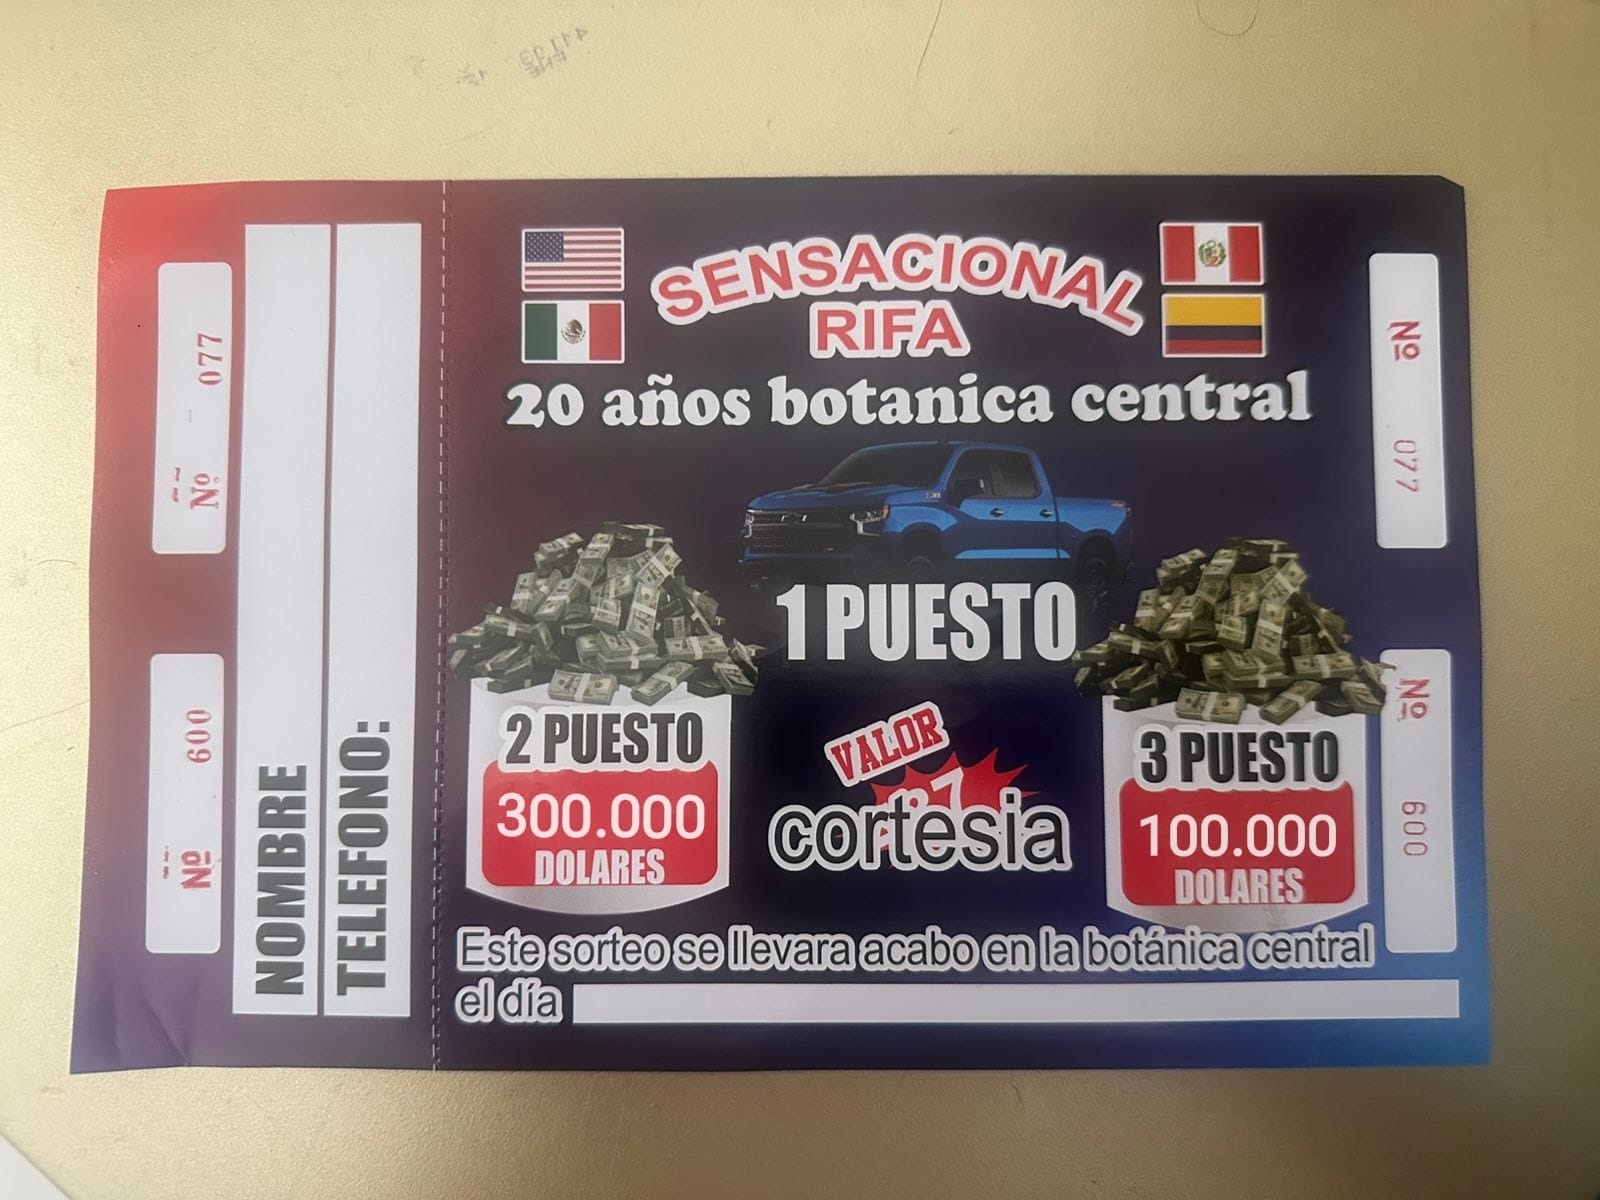 SENSACIONAL
RIFA
20 años botanica central
1 PUESTO
2 PUESTO
300.000
DOLARES
VALOR
cortesia
3 PUESTO
100.000
DOLARES
Este sorteo se llevara acabo en la botánica central
el día
NOMBRE
TELEFONO:
Nº 077
Nº 600
Nº 077
Nº 600